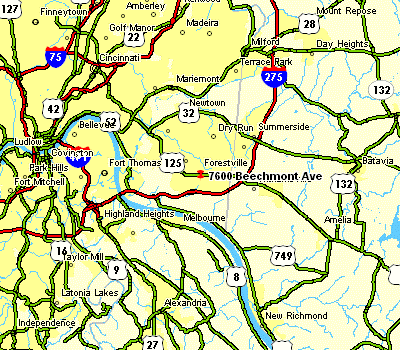 Kenwood
Amberley
Finneytown
127
Madeira
Mount Repose
28
Golf Manor
22
Milford
Day Heights
75
Cincinnati
Terrace Park
275
Mariemont
132
42
Newtown
32
Bellevue
52
Dry Run
Summerside
Ludlow
Covington
Fort Thomas
125
Forestville
Batavia
Park Hills
7600 Beechmont Ave
Fort Mitchell
132
Highland Heights
Melbourne
Amelia
16
Taylor Mill
749
9
8
Latonia Lakes
Alexandria
New Richmond
Independence
27